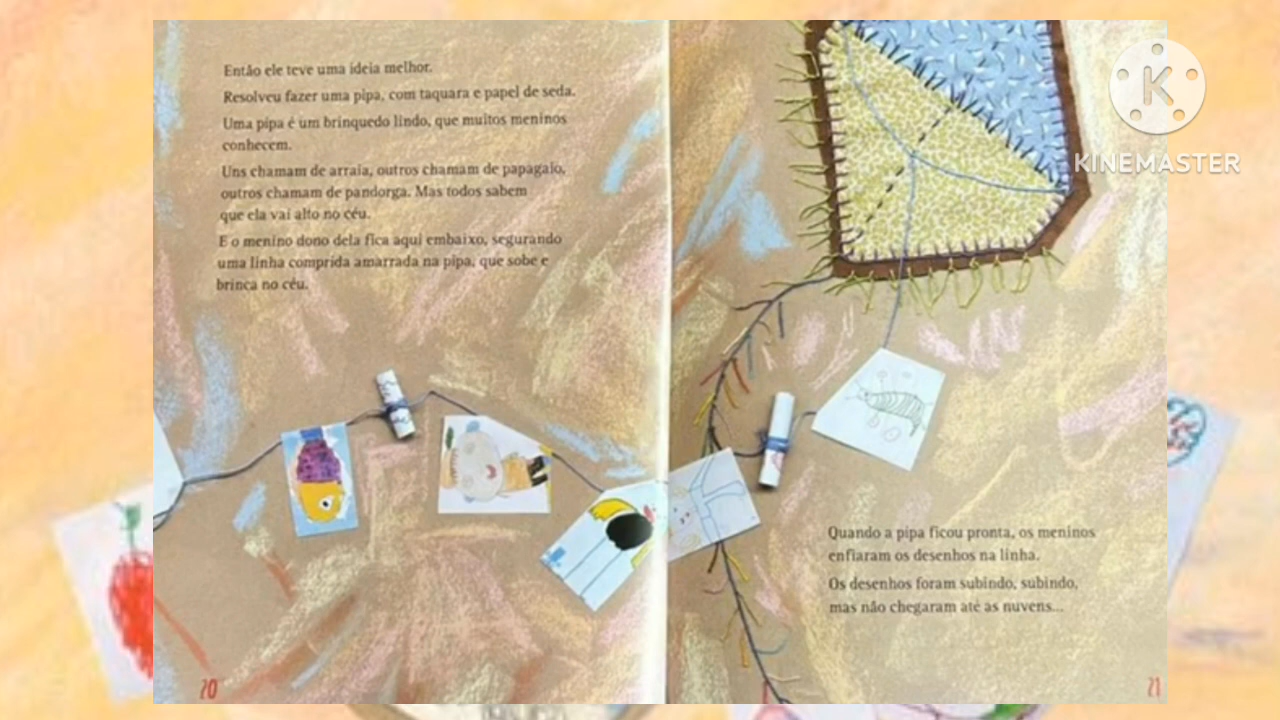 Então ele teve uma ideia melhor.
Resolveu fazer uma pipa, com taquara e papel de seda.
Uma pipa é um brinquedo lindo, que muitos meninos
conhecem.
Uns chamam de arraia, outros chamam de papagaio,
outros chamam de pandorga. Mas todos sabem
que ela vai alto no céu.
E o menino dono dela fica aqui embaixo, segurando
uma linha comprida amarrada na pipa, que sobe e
brinca no céu.
20
K
KINEMASTER
Quando a pipa ficou pronta, os meninos
enfiaram os desenhos na linha.
Os desenhos foram subindo, subindo,
mas não chegaram até as nuvens...
21